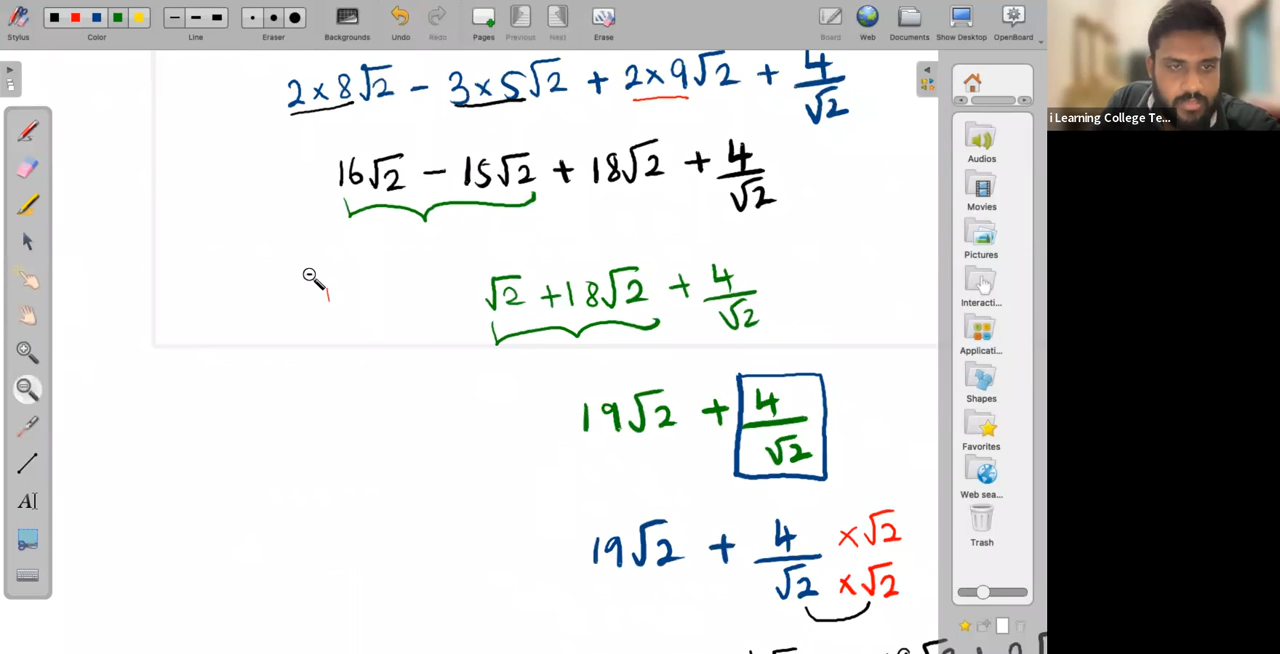 Stylus Color Line Eraser Backgrounds Undo Redo Pages Previous Next Erase Board Web Documents Show Desktop OpenBoard
i Learning College Te...
Audios
Movies
Pictures
Interacti...
Applicati...
Shapes
Favorites
Web sea...
Trash
AI
2×8√2 − 3×5√2 + 2×9√2 + 4/√2
16√2 − 15√2 + 18√2 + 4/√2
√2 + 18√2 + 4/√2
19√2 + 4/√2
19√2 + 4/√2 ×√2 ×√2